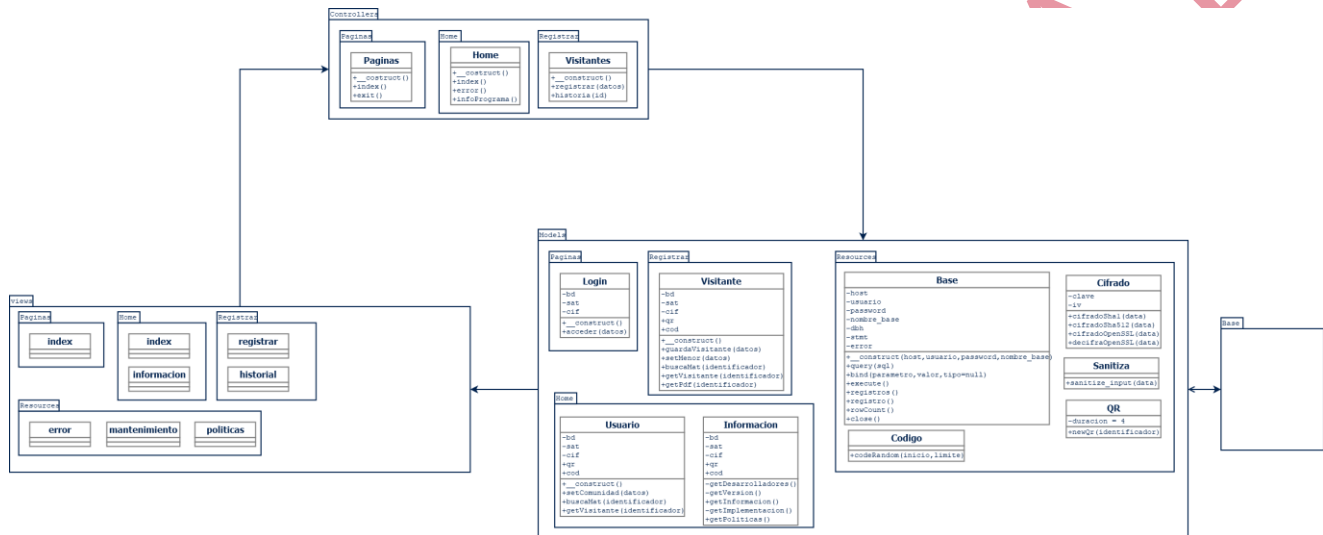 Controllers
Paginas
Paginas
+__costruct()
+index()
+exit()
Home
Home
+__costruct()
+index()
+error()
+infoPrograma()
Registrar
Visitantes
+__construct()
+registrar(datos)
+historia(id)
views
Paginas
index
Home
index
informacion
Registrar
registrar
historial
Resources
error
mantenimiento
politicas
Models
Paginas
Login
-bd
-sat
-cif
+__construct()
+acceder(datos)
Registrar
Visitante
-bd
-sat
-cif
+qr
+cod
+__construct()
+guardaVisitante(datos)
+setMenor(datos)
+buscaMat(identificador)
+getVisitante(identificador)
+getPdf(identificador)
Home
Usuario
-bd
-sat
-cif
+qr
+cod
+__construct()
+setComunidad(datos)
+buscaMat(identificador)
+getVisitante(identificador)
Informacion
-bd
-sat
-cif
+qr
+cod
-getDesarrolladores()
-getVersion()
+getInformacion()
-getImplementacion()
+getPoliticas()
Resources
Base
-host
-usuario
-password
-nombre_base
-dbh
-stmt
-error
+__construct(host,usuario,password,nombre_base)
+query(sql)
+bind(parametro,valor,tipo=null)
+execute()
+registros()
+registro()
+rowCount()
+close()
Codigo
+codeRandom(inicio,limite)
Cifrado
-clave
-iv
+cifradoSha1(data)
+cifradoSha512(data)
+cifradoOpenSSL(data)
+decifraOpenSSL(data)
Sanitiza
+sanitize_input(data)
QR
-duracion = 4
+newQr(identificador)
Base